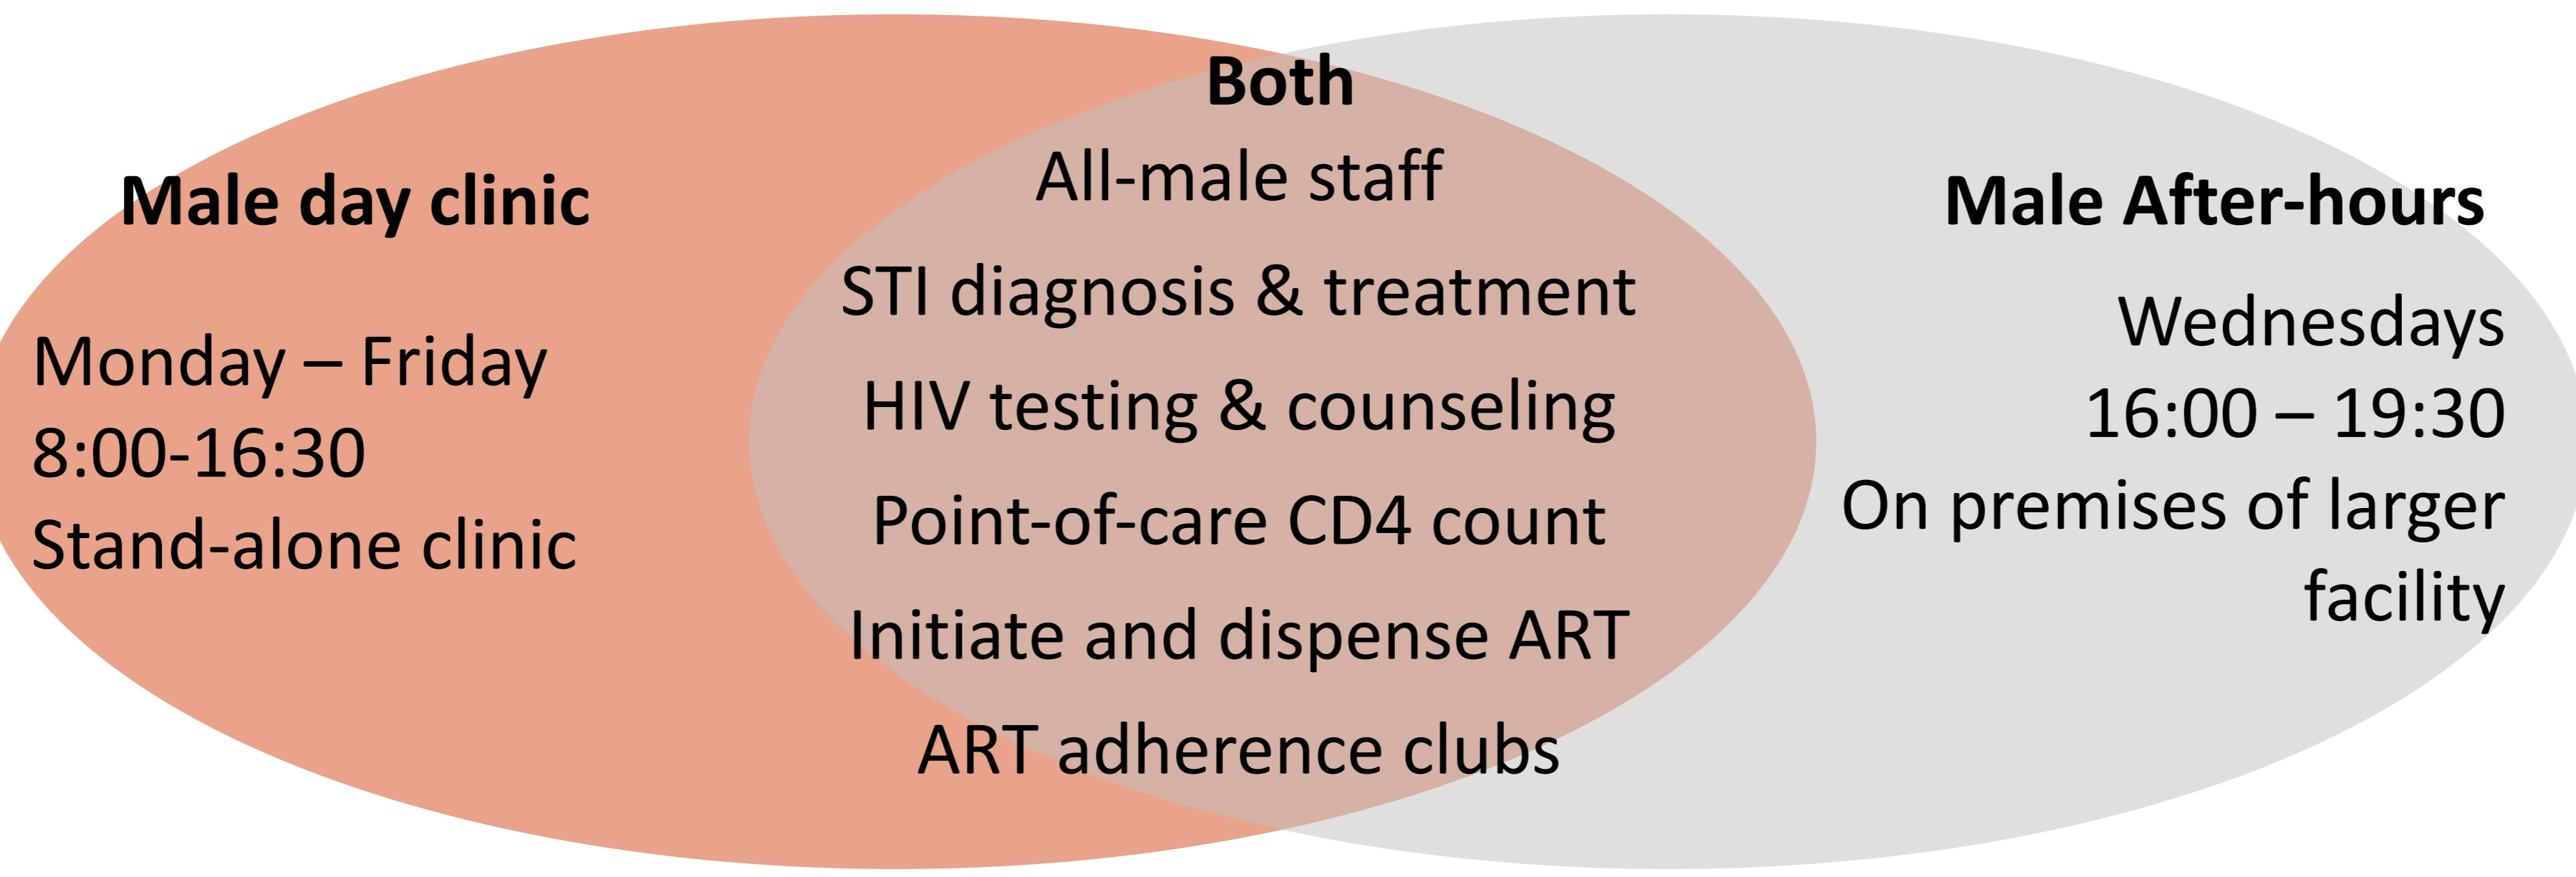 Male day clinic
Monday – Friday
8:00-16:30
Stand-alone clinic
Both
All-male staff
STI diagnosis & treatment
HIV testing & counseling
Point-of-care CD4 count
Initiate and dispense ART
ART adherence clubs
Male After-hours
Wednesdays
16:00 – 19:30
On premises of larger
facility